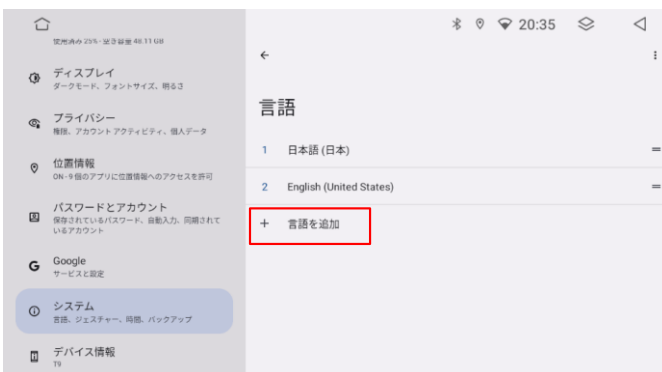 20:35
使用済み 25% - 空き容量 48.11 GB
ディスプレイ
ダークモード、フォントサイズ、明るさ
プライバシー
権限、アカウント アクティビティ、個人データ
位置情報
ON - 9 個のアプリに位置情報へのアクセスを許可
パスワードとアカウント
保存されているパスワード、自動入力、同期されて
いるアカウント
Google
サービスと設定
システム
言語、ジェスチャー、時間、バックアップ
デバイス情報
T9
言語
1 日本語 (日本)
2 English (United States)
+ 言語を追加